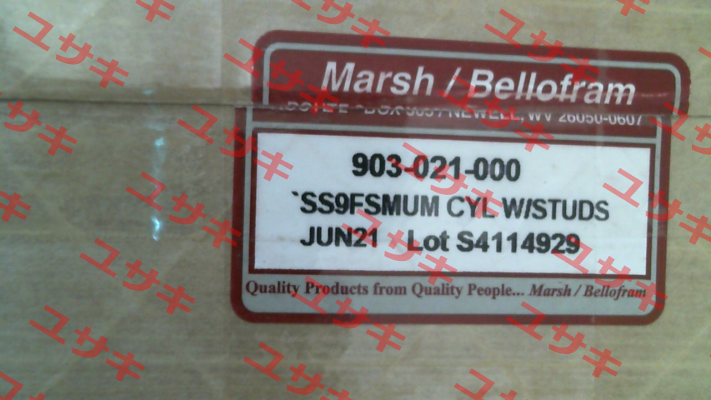 Marsh / Bellofram
NEWELL, WV 26050-0607
903-021-000
`SS9FSMUM CYL W/STUDS
JUN21 Lot S4114929
Quality Products from Quality People... Marsh / Bellofram
ユサキ